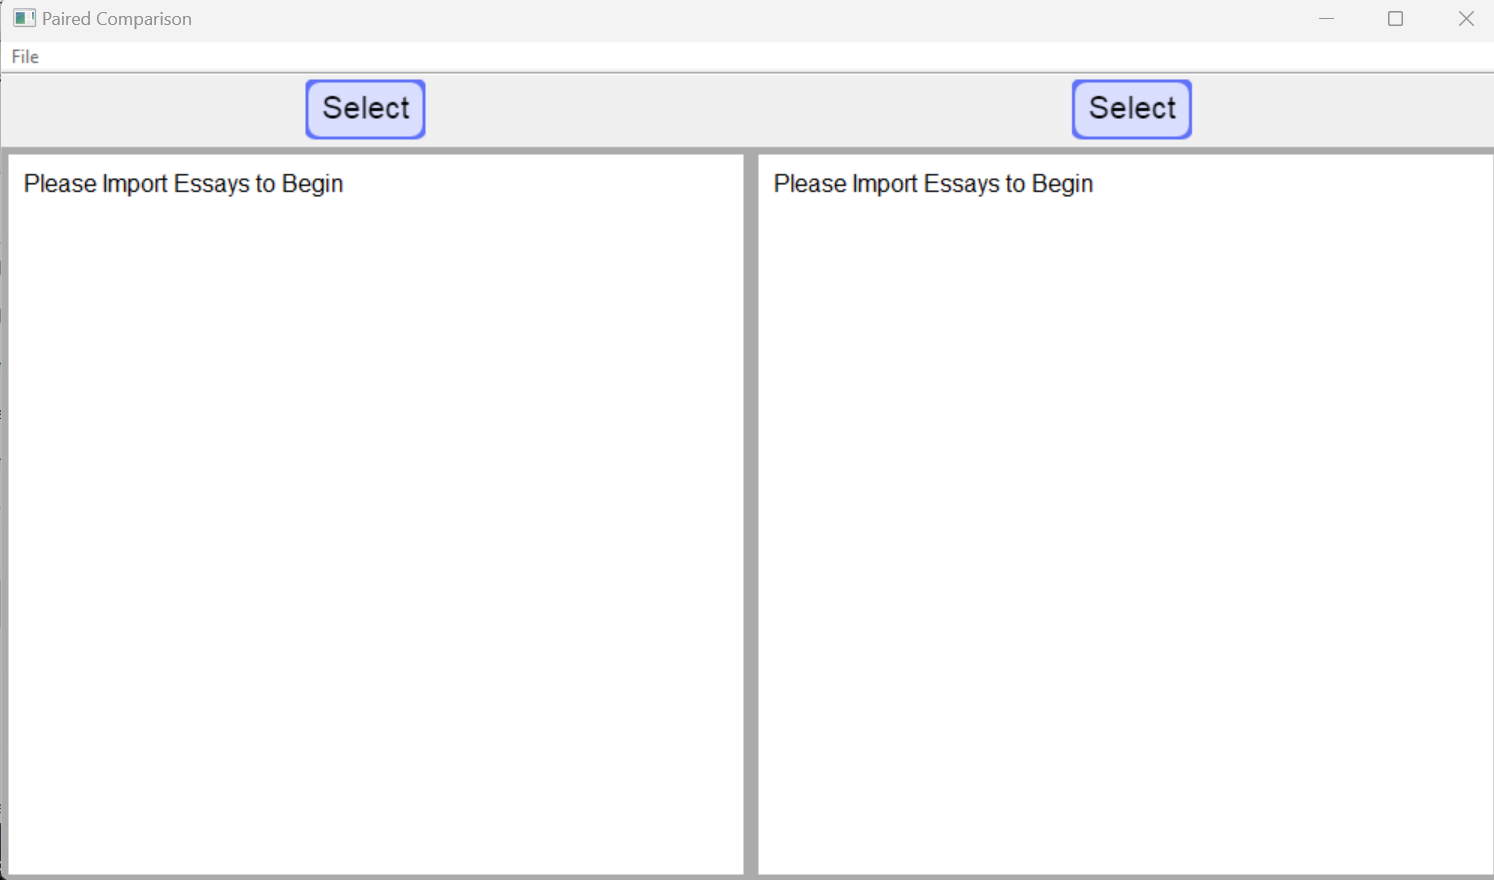 Paired Comparison
File
Select
Select
Please Import Essays to Begin
Please Import Essays to Begin